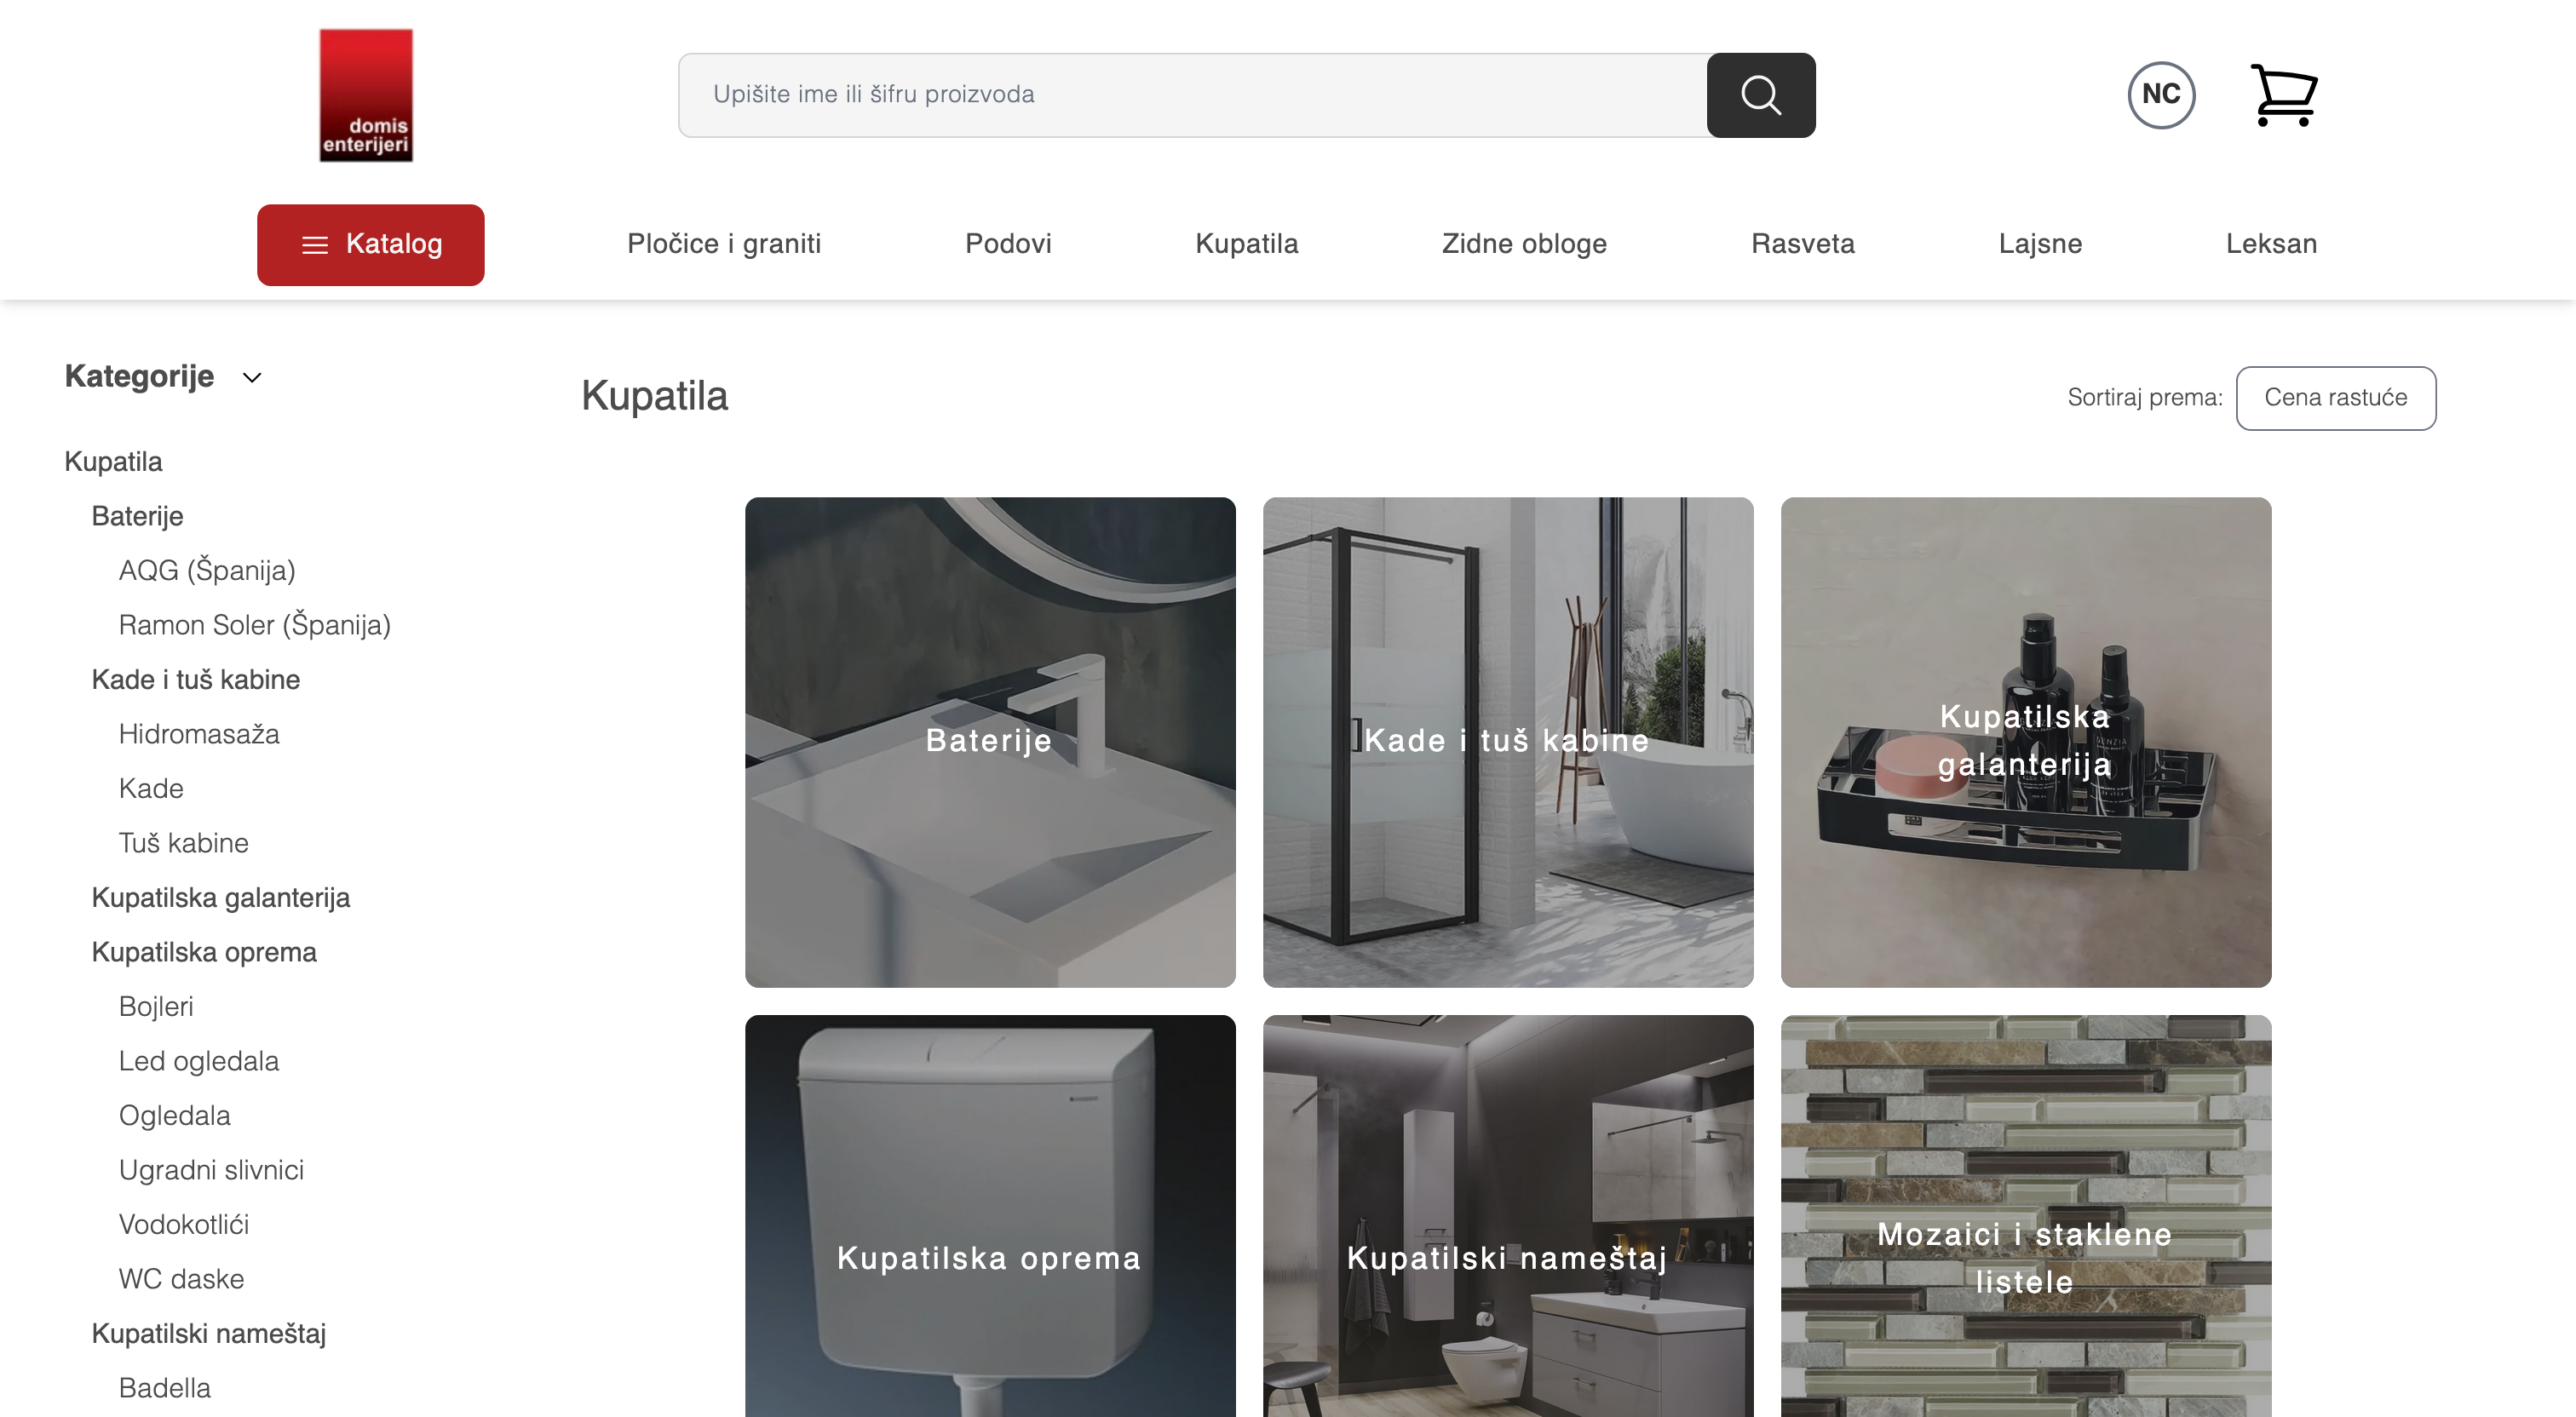 domis
enterijeri
Upišite ime ili šifru proizvoda
NC
Katalog
Pločice i graniti
Podovi
Kupatila
Zidne obloge
Rasveta
Lajsne
Leksan
Kategorije
Kupatila
Baterije
AQG (Španija)
Ramon Soler (Španija)
Kade i tuš kabine
Hidromasaža
Kade
Tuš kabine
Kupatilska galanterija
Kupatilska oprema
Bojleri
Led ogledala
Ogledala
Ugradni slivnici
Vodokotlići
WC daske
Kupatilski nameštaj
Badella
Kupatila
Sortiraj prema:
Cena rastuće
Baterije
Kade i tuš kabine
Kupatilska
galanterija
Kupatilska oprema
Kupatilski nameštaj
Mozaici i staklene
listele